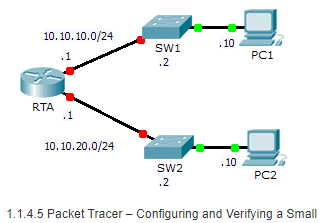 10.10.10.0/24
SW1
.2
.10
PC1
.1
RTA
.1
10.10.20.0/24
SW2
.2
.10
PC2
1.1.4.5 Packet Tracer – Configuring and Verifying a Small